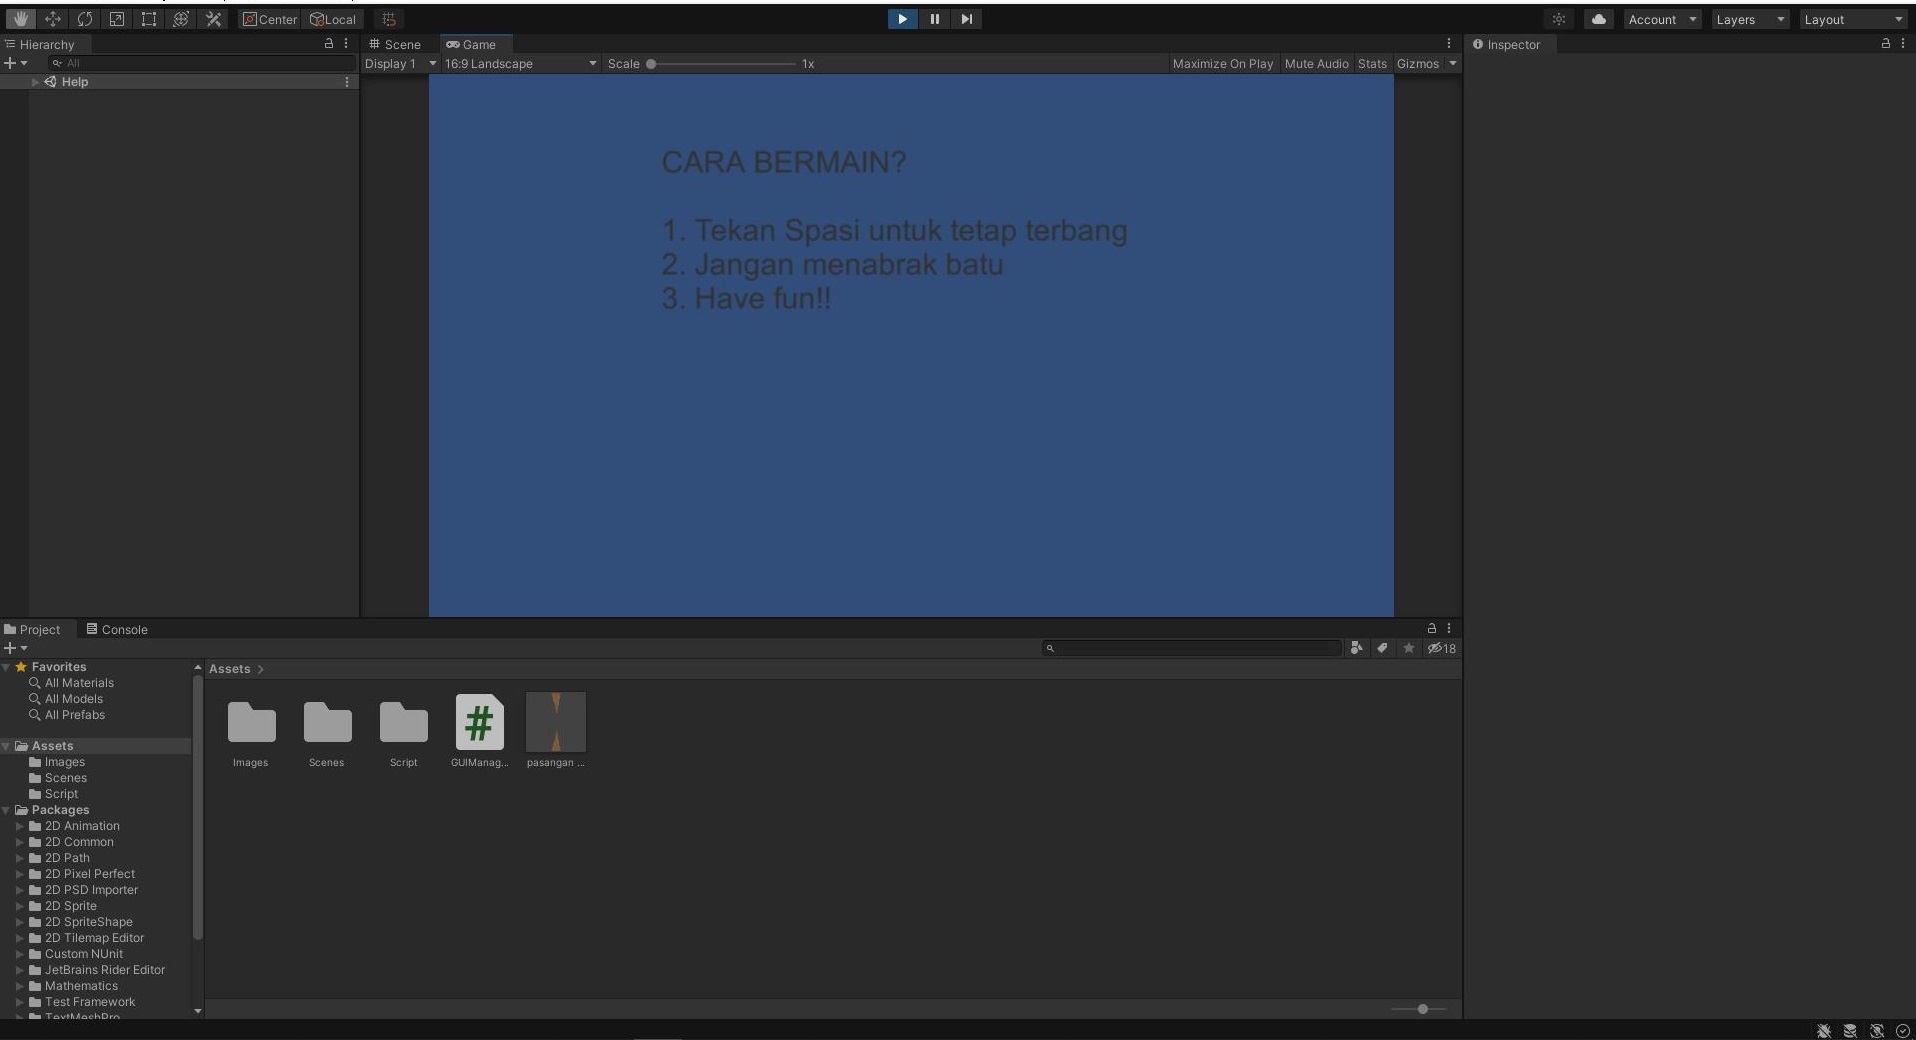 Center
Local
Account
Layers
Layout
Hierarchy
All
Help
Scene
Game
Display 1
16:9 Landscape
Scale
1x
Maximize On Play
Mute Audio
Stats
Gizmos
CARA BERMAIN?
1. Tekan Spasi untuk tetap terbang
2. Jangan menabrak batu
3. Have fun!!
Inspector
Project
Console
18
Favorites
All Materials
All Models
All Prefabs
Assets
Images
Scenes
Script
Packages
2D Animation
2D Common
2D Path
2D Pixel Perfect
2D PSD Importer
2D Sprite
2D SpriteShape
2D Tilemap Editor
Custom NUnit
JetBrains Rider Editor
Mathematics
Test Framework
TextMeshPro
Assets
Images
Scenes
Script
GUIManag...
pasangan ...